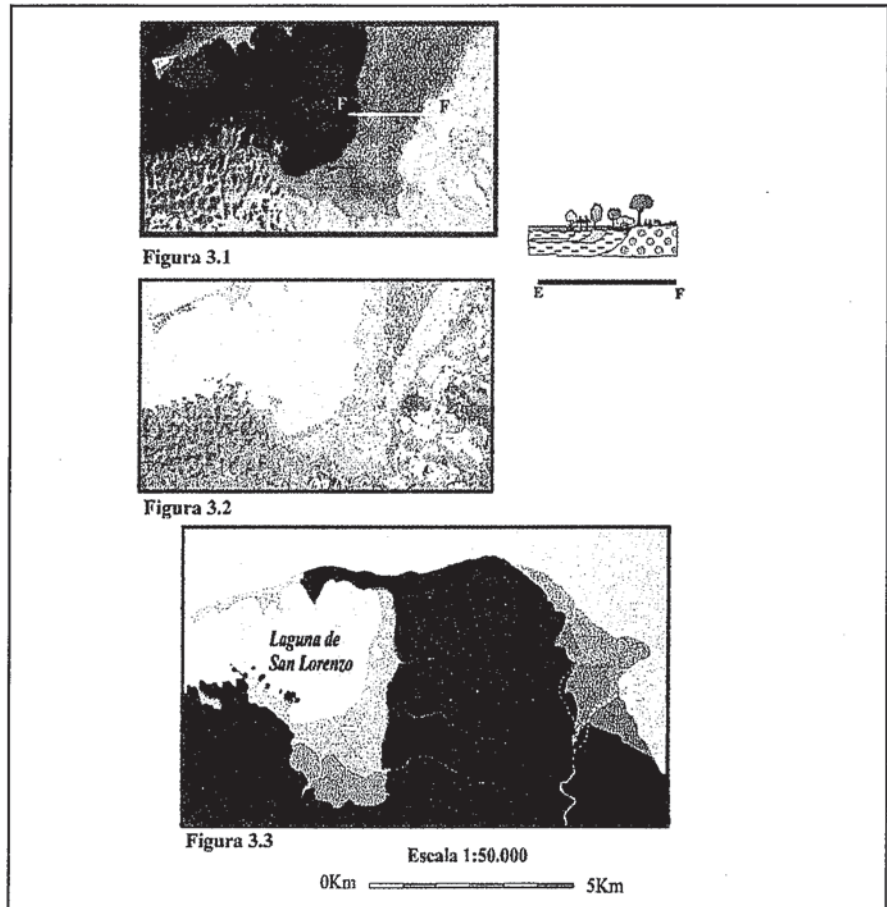 F F
Figura 3.1
E F
Figura 3.2
Laguna de
San Lorenzo
Figura 3.3
Escala 1:50.000
0Km 5Km